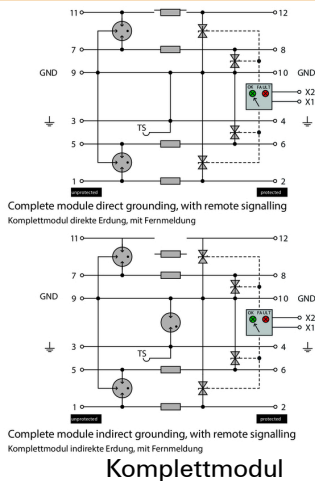 11 12
7 8
GND 9 10 GND
OK FAULT
X2
X1
3 4
TS
5 6
1 2
unprotected protected
Complete module direct grounding, with remote signalling
Komplettmodul direkte Erdung, mit Fernmeldung
11 12
7 8
GND 9 10 GND
OK FAULT
X2
X1
3 4
TS
5 6
1 2
unprotected protected
Complete module indirect grounding, with remote signalling
Komplettmodul indirekte Erdung, mit Fernmeldung
Komplettmodul